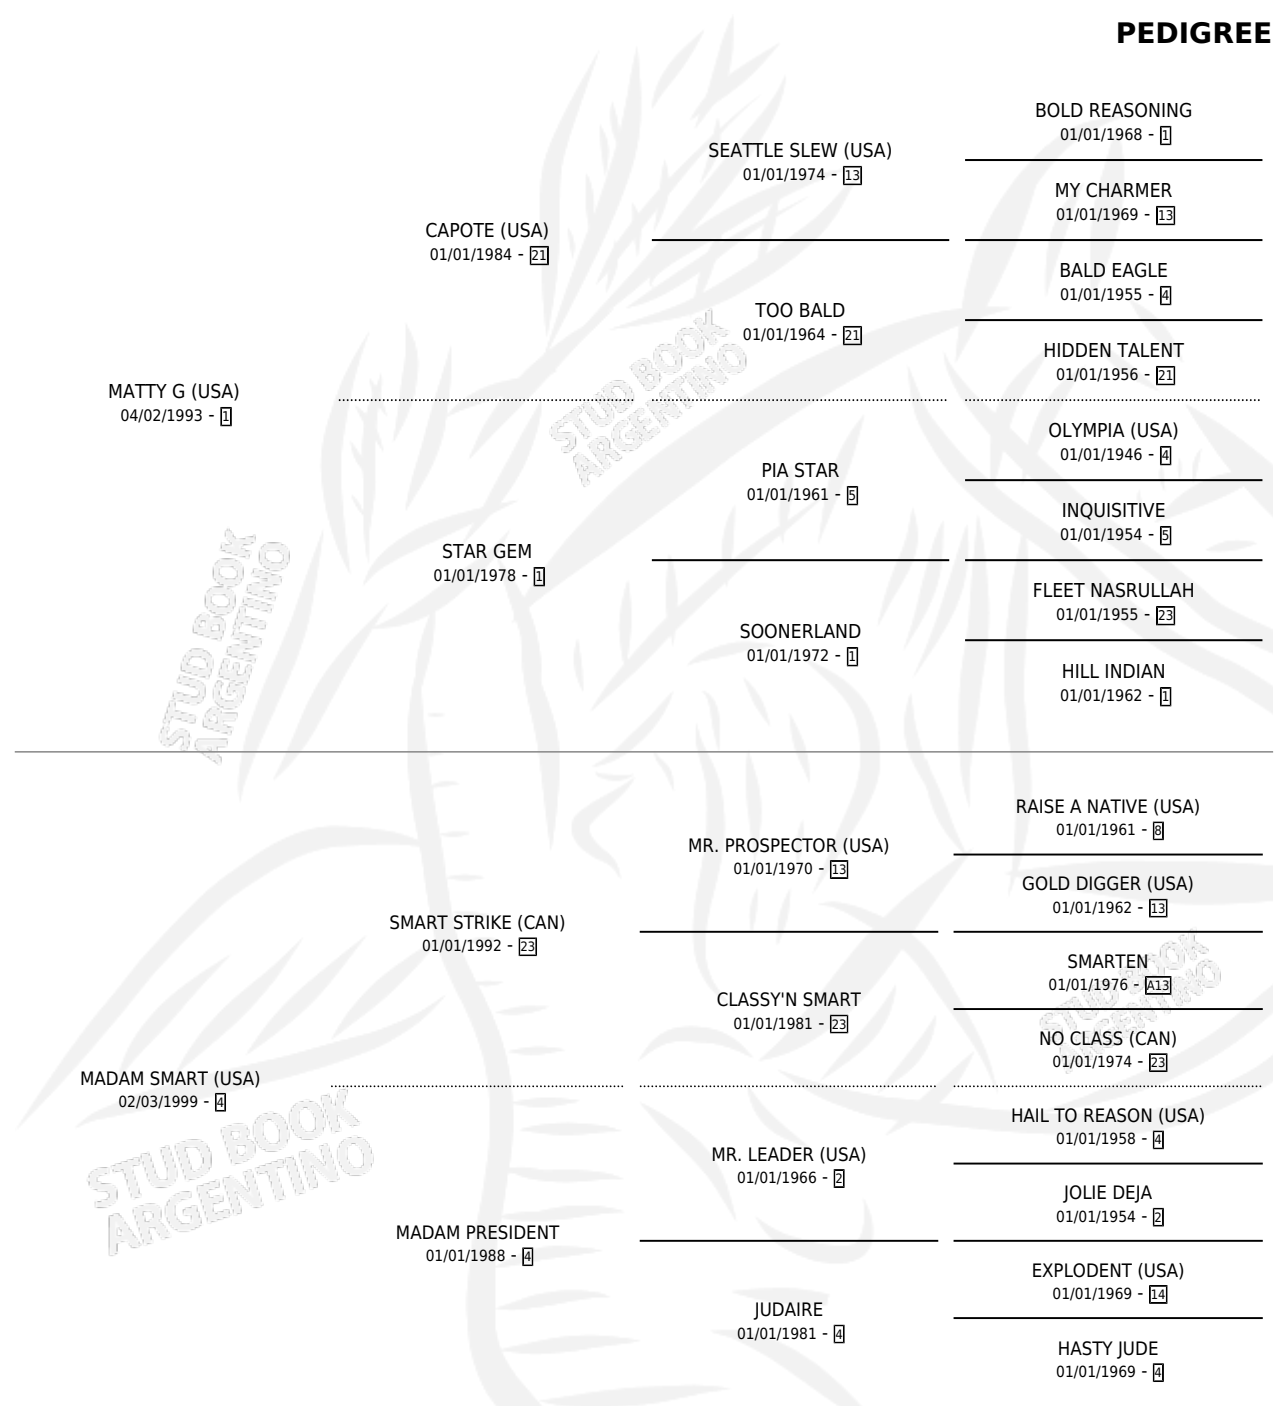 PEDIGREE
MATTY G (USA)
04/02/1993 - 1
CAPOTE (USA)
01/01/1984 - 21
SEATTLE SLEW (USA)
01/01/1974 - 13
BOLD REASONING
01/01/1968 - 1
MY CHARMER
01/01/1969 - 13
TOO BALD
01/01/1964 - 21
BALD EAGLE
01/01/1955 - 4
HIDDEN TALENT
01/01/1956 - 21
STAR GEM
01/01/1978 - 1
PIA STAR
01/01/1961 - 5
OLYMPIA (USA)
01/01/1946 - 4
INQUISITIVE
01/01/1954 - 5
SOONERLAND
01/01/1972 - 1
FLEET NASRULLAH
01/01/1955 - 23
HILL INDIAN
01/01/1962 - 1
MADAM SMART (USA)
02/03/1999 - 4
SMART STRIKE (CAN)
01/01/1992 - 23
MR. PROSPECTOR (USA)
01/01/1970 - 13
RAISE A NATIVE (USA)
01/01/1961 - 8
GOLD DIGGER (USA)
01/01/1962 - 13
CLASSY'N SMART
01/01/1981 - 23
SMARTEN
01/01/1976 - A13
NO CLASS (CAN)
01/01/1974 - 23
MADAM PRESIDENT
01/01/1988 - 4
MR. LEADER (USA)
01/01/1966 - 2
HAIL TO REASON (USA)
01/01/1958 - 4
JOLIE DEJA
01/01/1954 - 2
JUDAIRE
01/01/1981 - 4
EXPLODENT (USA)
01/01/1969 - 14
HASTY JUDE
01/01/1969 - 4
STUD BOOK
ARGENTINO
STUD BOOK
ARGENTINO
STUD BOOK
ARGENTINO
STUD BOOK
ARGENTINO